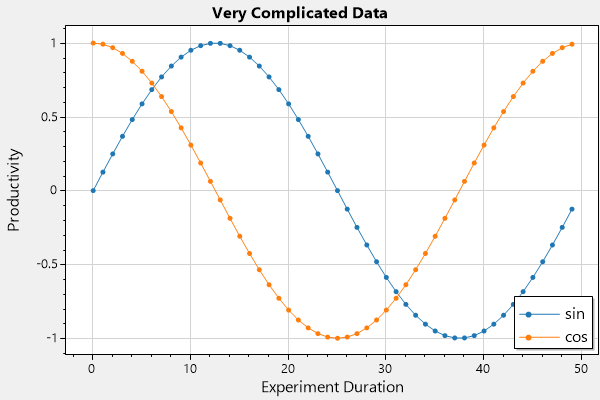 Very Complicated Data
Productivity
1
0.5
0
-0.5
-1
0
10
20
30
40
50
Experiment Duration
sin
cos